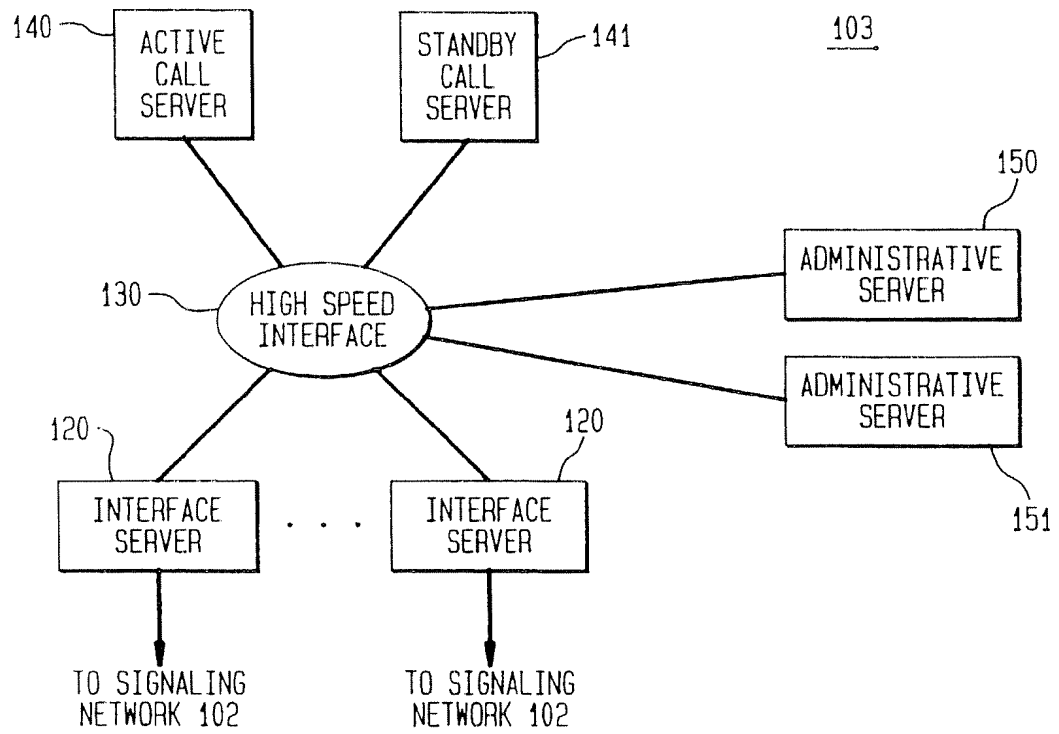 140
ACTIVE
CALL
SERVER
STANDBY
CALL
SERVER
141
103
150
ADMINISTRATIVE
SERVER
130
HIGH SPEED
INTERFACE
ADMINISTRATIVE
SERVER
151
120
INTERFACE
SERVER
. . . .
120
INTERFACE
SERVER
TO SIGNALING
NETWORK 102
TO SIGNALING
NETWORK 102